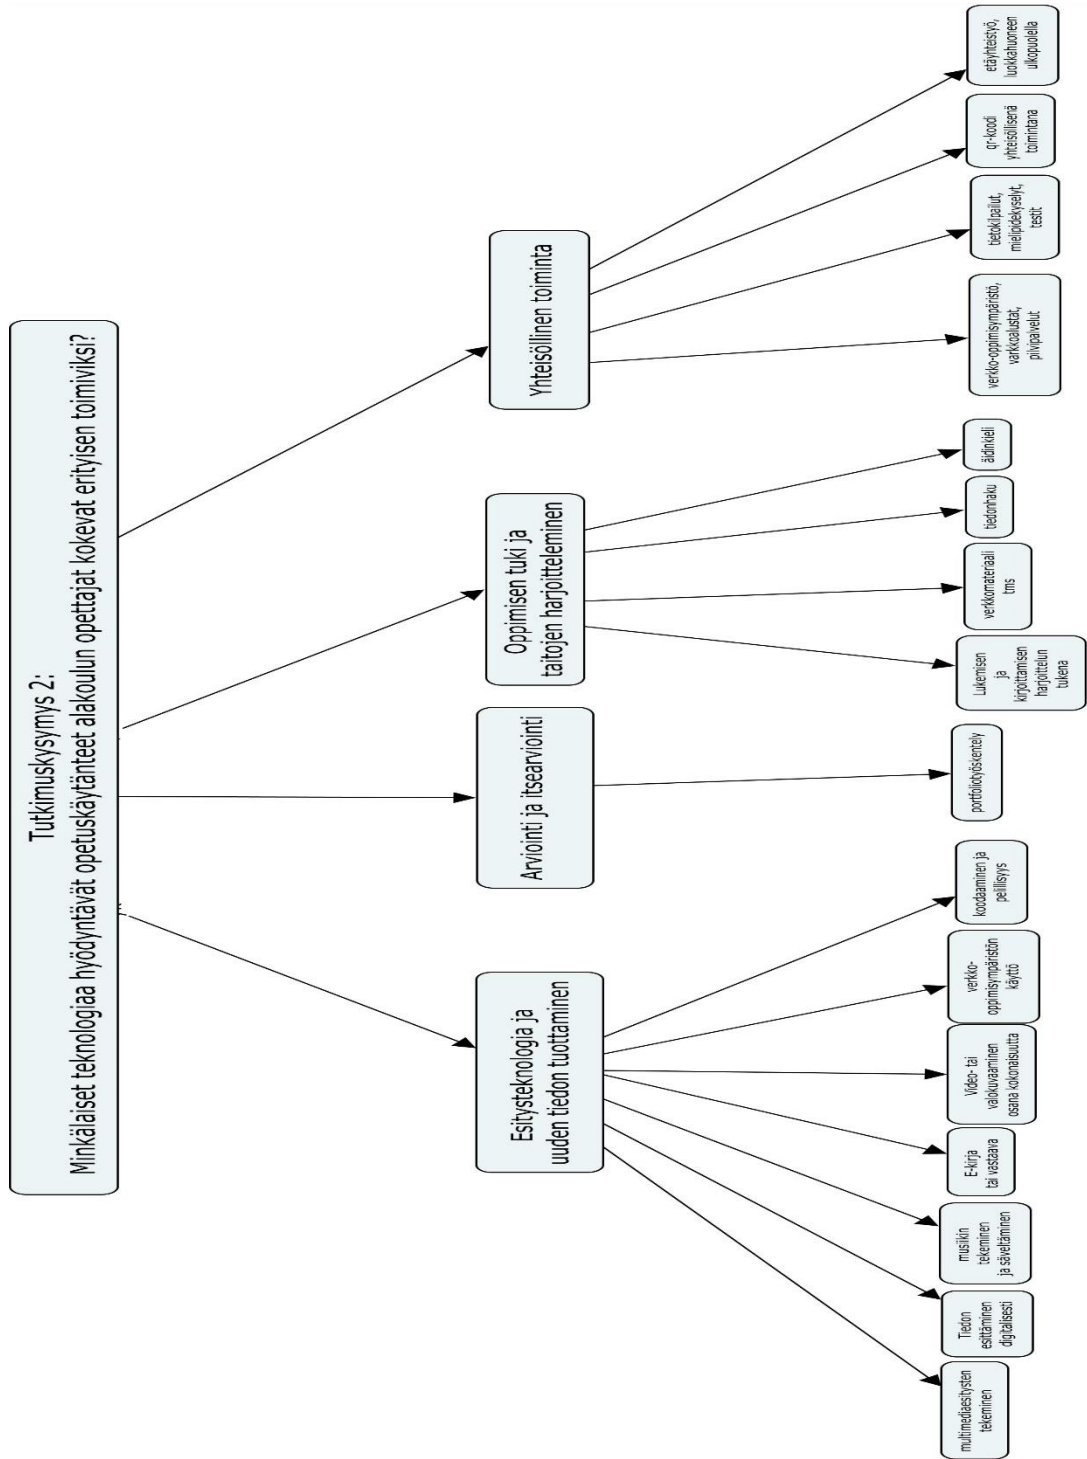 Tutkimuskysymys 2:
Minkälaiset teknologiaa hyödyntävät opetuskäytänteet alakoulun opettajat kokevat erityisen toimiviksi?
Esitysteknologia ja
uuden tiedon tuottaminen
Arviointi ja itsearviointi
Oppimisen tuki ja
taitojen harjoitteleminen
Yhteisöllinen toiminta
multimediaesitysten
tekeminen
Tiedon
esittäminen
digitalisesti
musiikin
tekeminen
ja säveltäminen
E-kirja
tai vastaava
Video- tai
valokuvaaminen
osana kokonaisuutta
verkko-
oppimisympäristön
käyttö
koodaaminen ja
pelillisyys
portfoliotyöskentely
Lukemisen
ja
kirjoittamisen
harjoittelun
tukena
verkkomateriaali
tms
tiedonhaku
äidinkieli
verkko-oppimisympäristö,
varkkoalustat,
pilvipalvelut
tietokilpailut,
mielipidekyselyt,
testit
qr-koodi
yhteisöllisenä
toimintana
etäyhteistyö,
luokkahuoneen
ulkopuolella